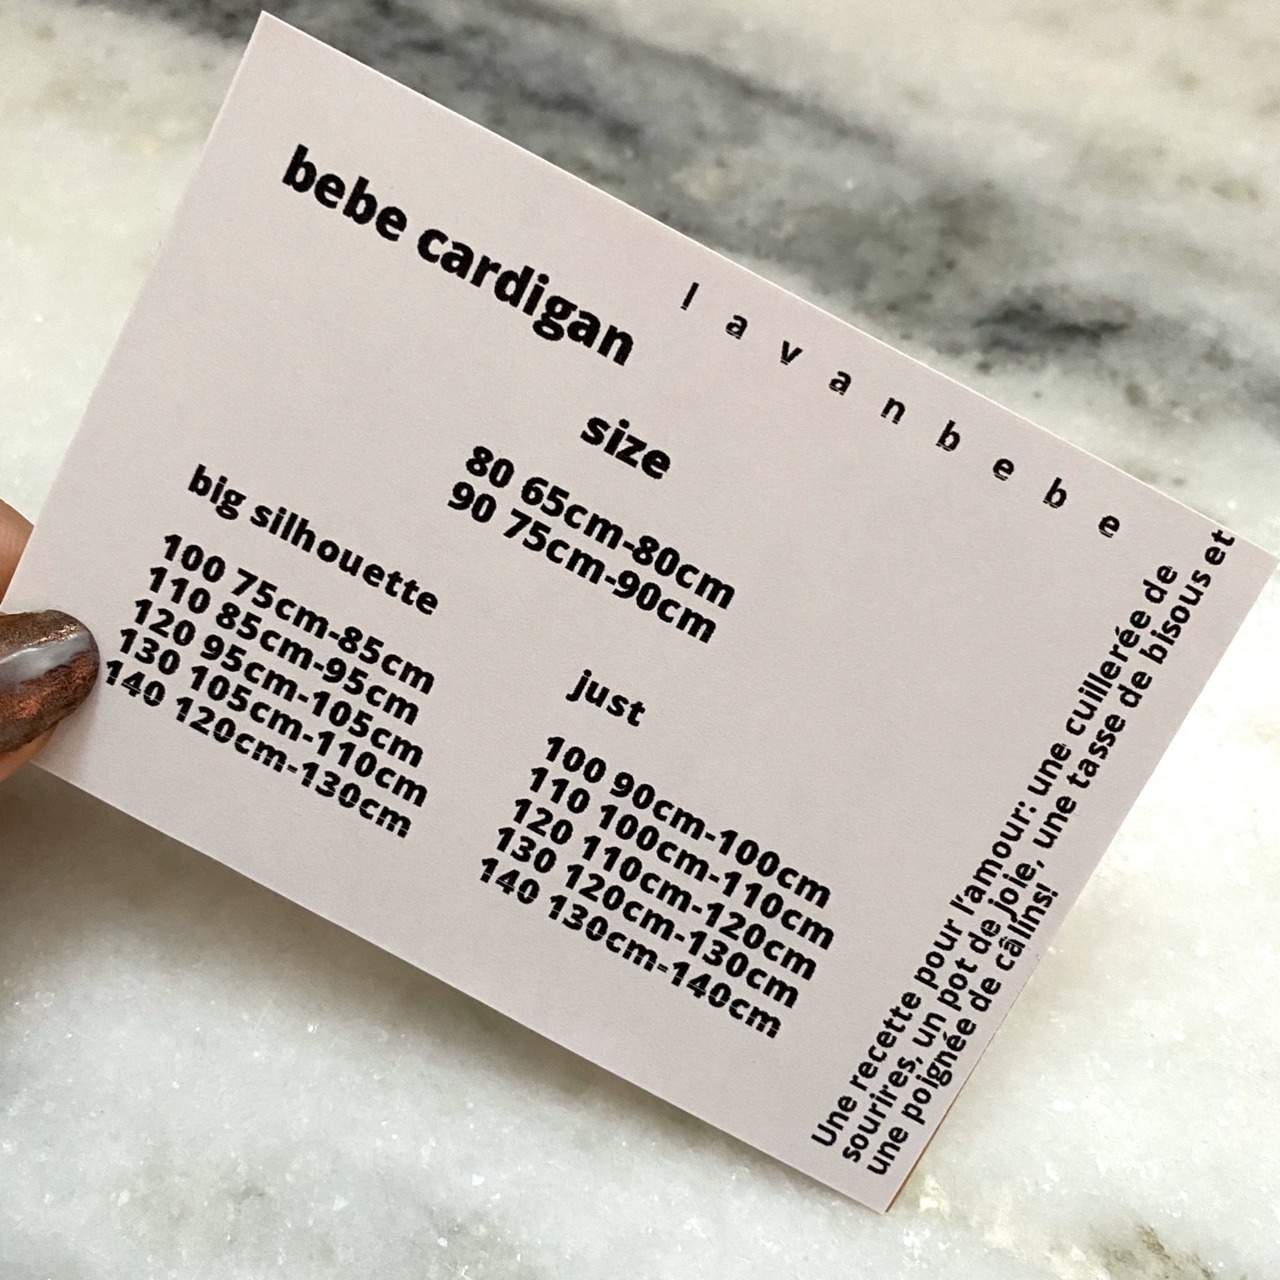 bebe cardigan
lavanbebe
size
80 65cm-80cm
90 75cm-90cm
big silhouette
100 75cm-85cm
110 85cm-95cm
120 95cm-105cm
130 105cm-110cm
140 120cm-130cm
just
100 90cm-100cm
110 100cm-110cm
120 110cm-120cm
130 120cm-130cm
140 130cm-140cm
Une recette pour l'amour: une cuillerée de
sourires, un pot de joie, une tasse de bisous et
une poignée de câlins!